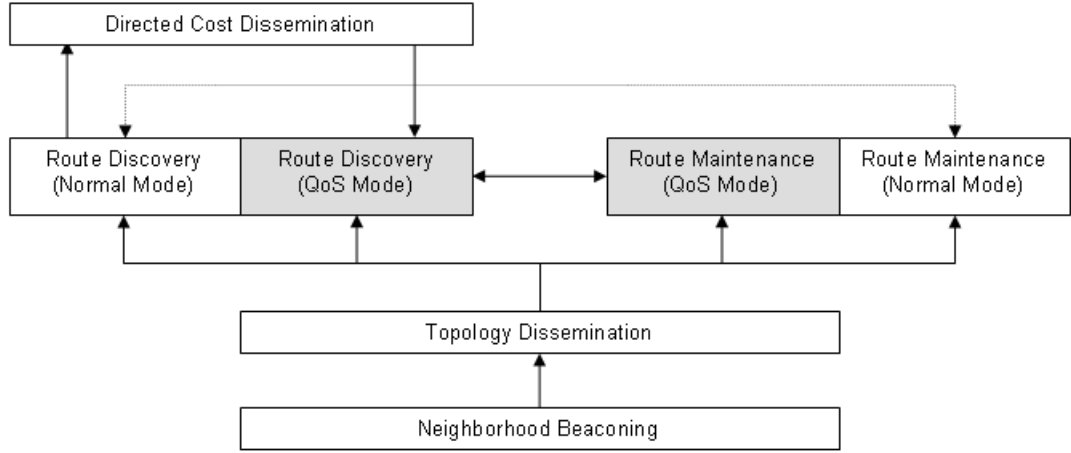 Directed Cost Dissemination
Route Discovery
(Normal Mode)
Route Discovery
(QoS Mode)
Route Maintenance
(QoS Mode)
Route Maintenance
(Normal Mode)
Topology Dissemination
Neighborhood Beaconing